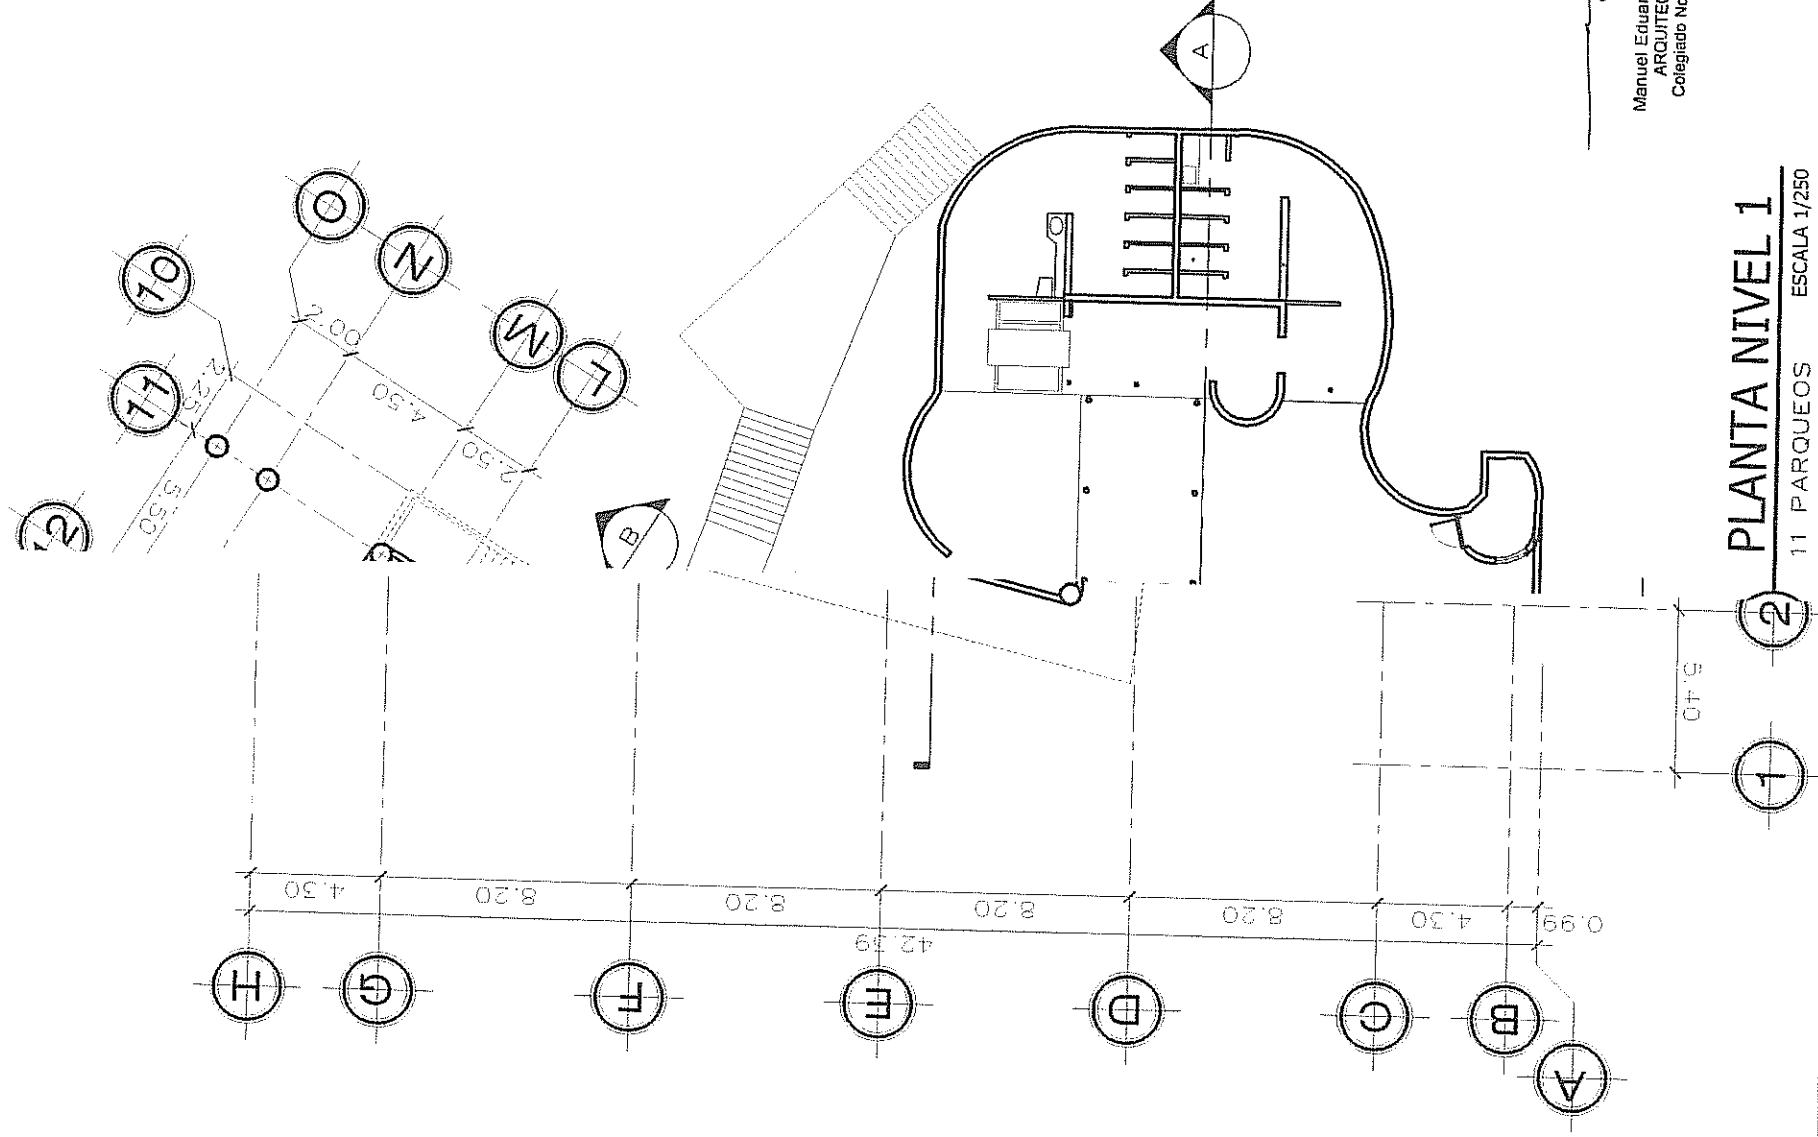 10
11
O
N
M
L
2.00
2.25
4.50
2.50
5.50
B
A
Manuel Eduar
ARQUITEC
Colegiado No
PLANTA NIVEL 1
11 PARQUEOS
ESCALA 1/250
2
5.40
1
4.30
8.20
8.20
8.20
8.20
4.30
0.99
42.39
H
G
F
E
D
C
B
A